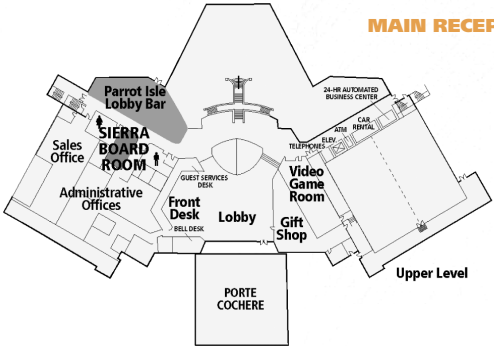 MAIN RECEP
Parrot Isle
Lobby Bar
24-HR AUTOMATED
BUSINESS CENTER
SIERRA
BOARD
ROOM
CAR
RENTAL
ATM
ELEV.
TELEPHONES
Sales
Office
GUEST SERVICES
DESK
Video
Game
Room
Administrative
Offices
Front
Desk
Lobby
Gift
Shop
BELL DESK
Upper Level
PORTE
COCHERE